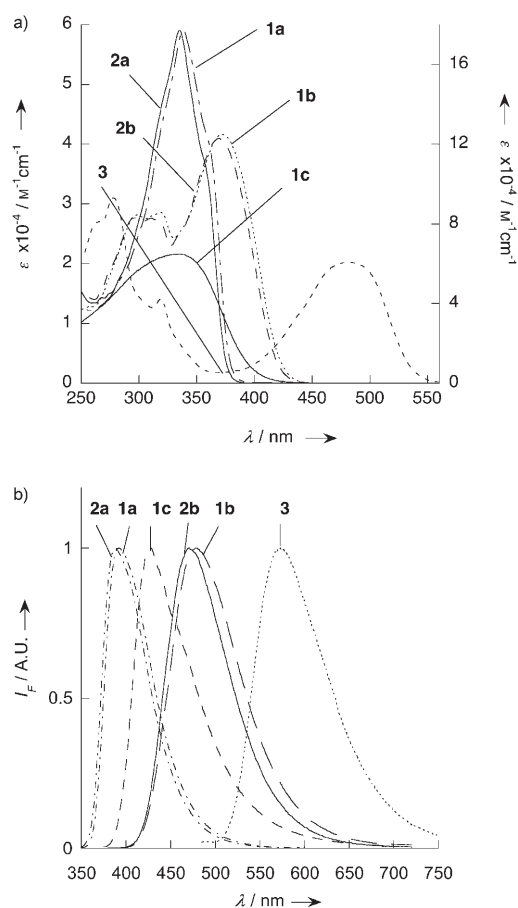 a)
6
5
4
3
2
1
0
ε x10⁻⁴ / M⁻¹cm⁻¹ →
16
12
8
4
0
ε x10⁻⁴ / M⁻¹cm⁻¹ →
2a
1a
2b
1b
3
1c
250 300 350 400 450 500 550
λ / nm →
b)
2a 1a 1c 2b 1b 3
1
0.5
0
I_F / A.U. →
350 400 450 500 550 600 650 700 750
λ / nm →